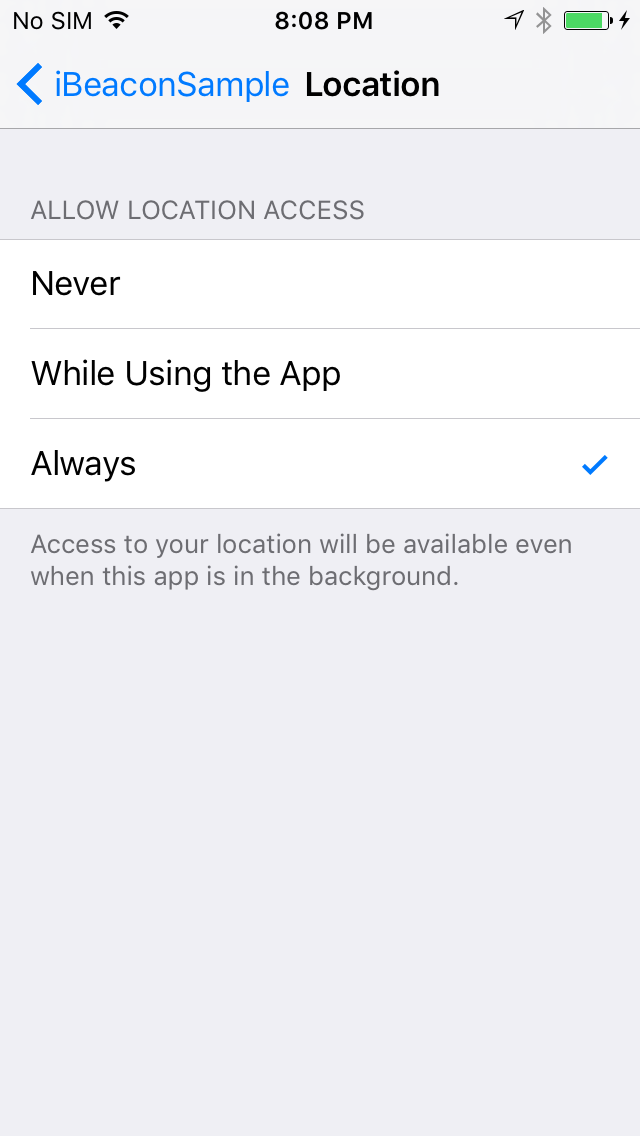 No SIM 8:08 PM
iBeaconSample Location
ALLOW LOCATION ACCESS
Never
While Using the App
Always
Access to your location will be available even
when this app is in the background.